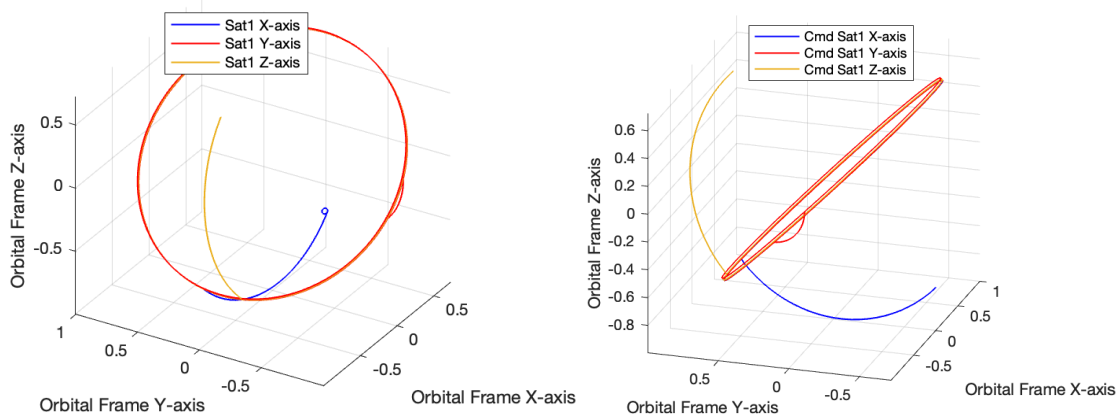 Sat1 X-axis
Sat1 Y-axis
Sat1 Z-axis
0.5
0
-0.5
Orbital Frame Z-axis
1
0.5
0
-0.5
Orbital Frame Y-axis
-0.5
0
0.5
Orbital Frame X-axis
Cmd Sat1 X-axis
Cmd Sat1 Y-axis
Cmd Sat1 Z-axis
0.6
0.4
0.2
0
-0.2
-0.4
-0.6
-0.8
Orbital Frame Z-axis
0.5
0
-0.5
Orbital Frame Y-axis
-0.5
0
0.5
1
Orbital Frame X-axis